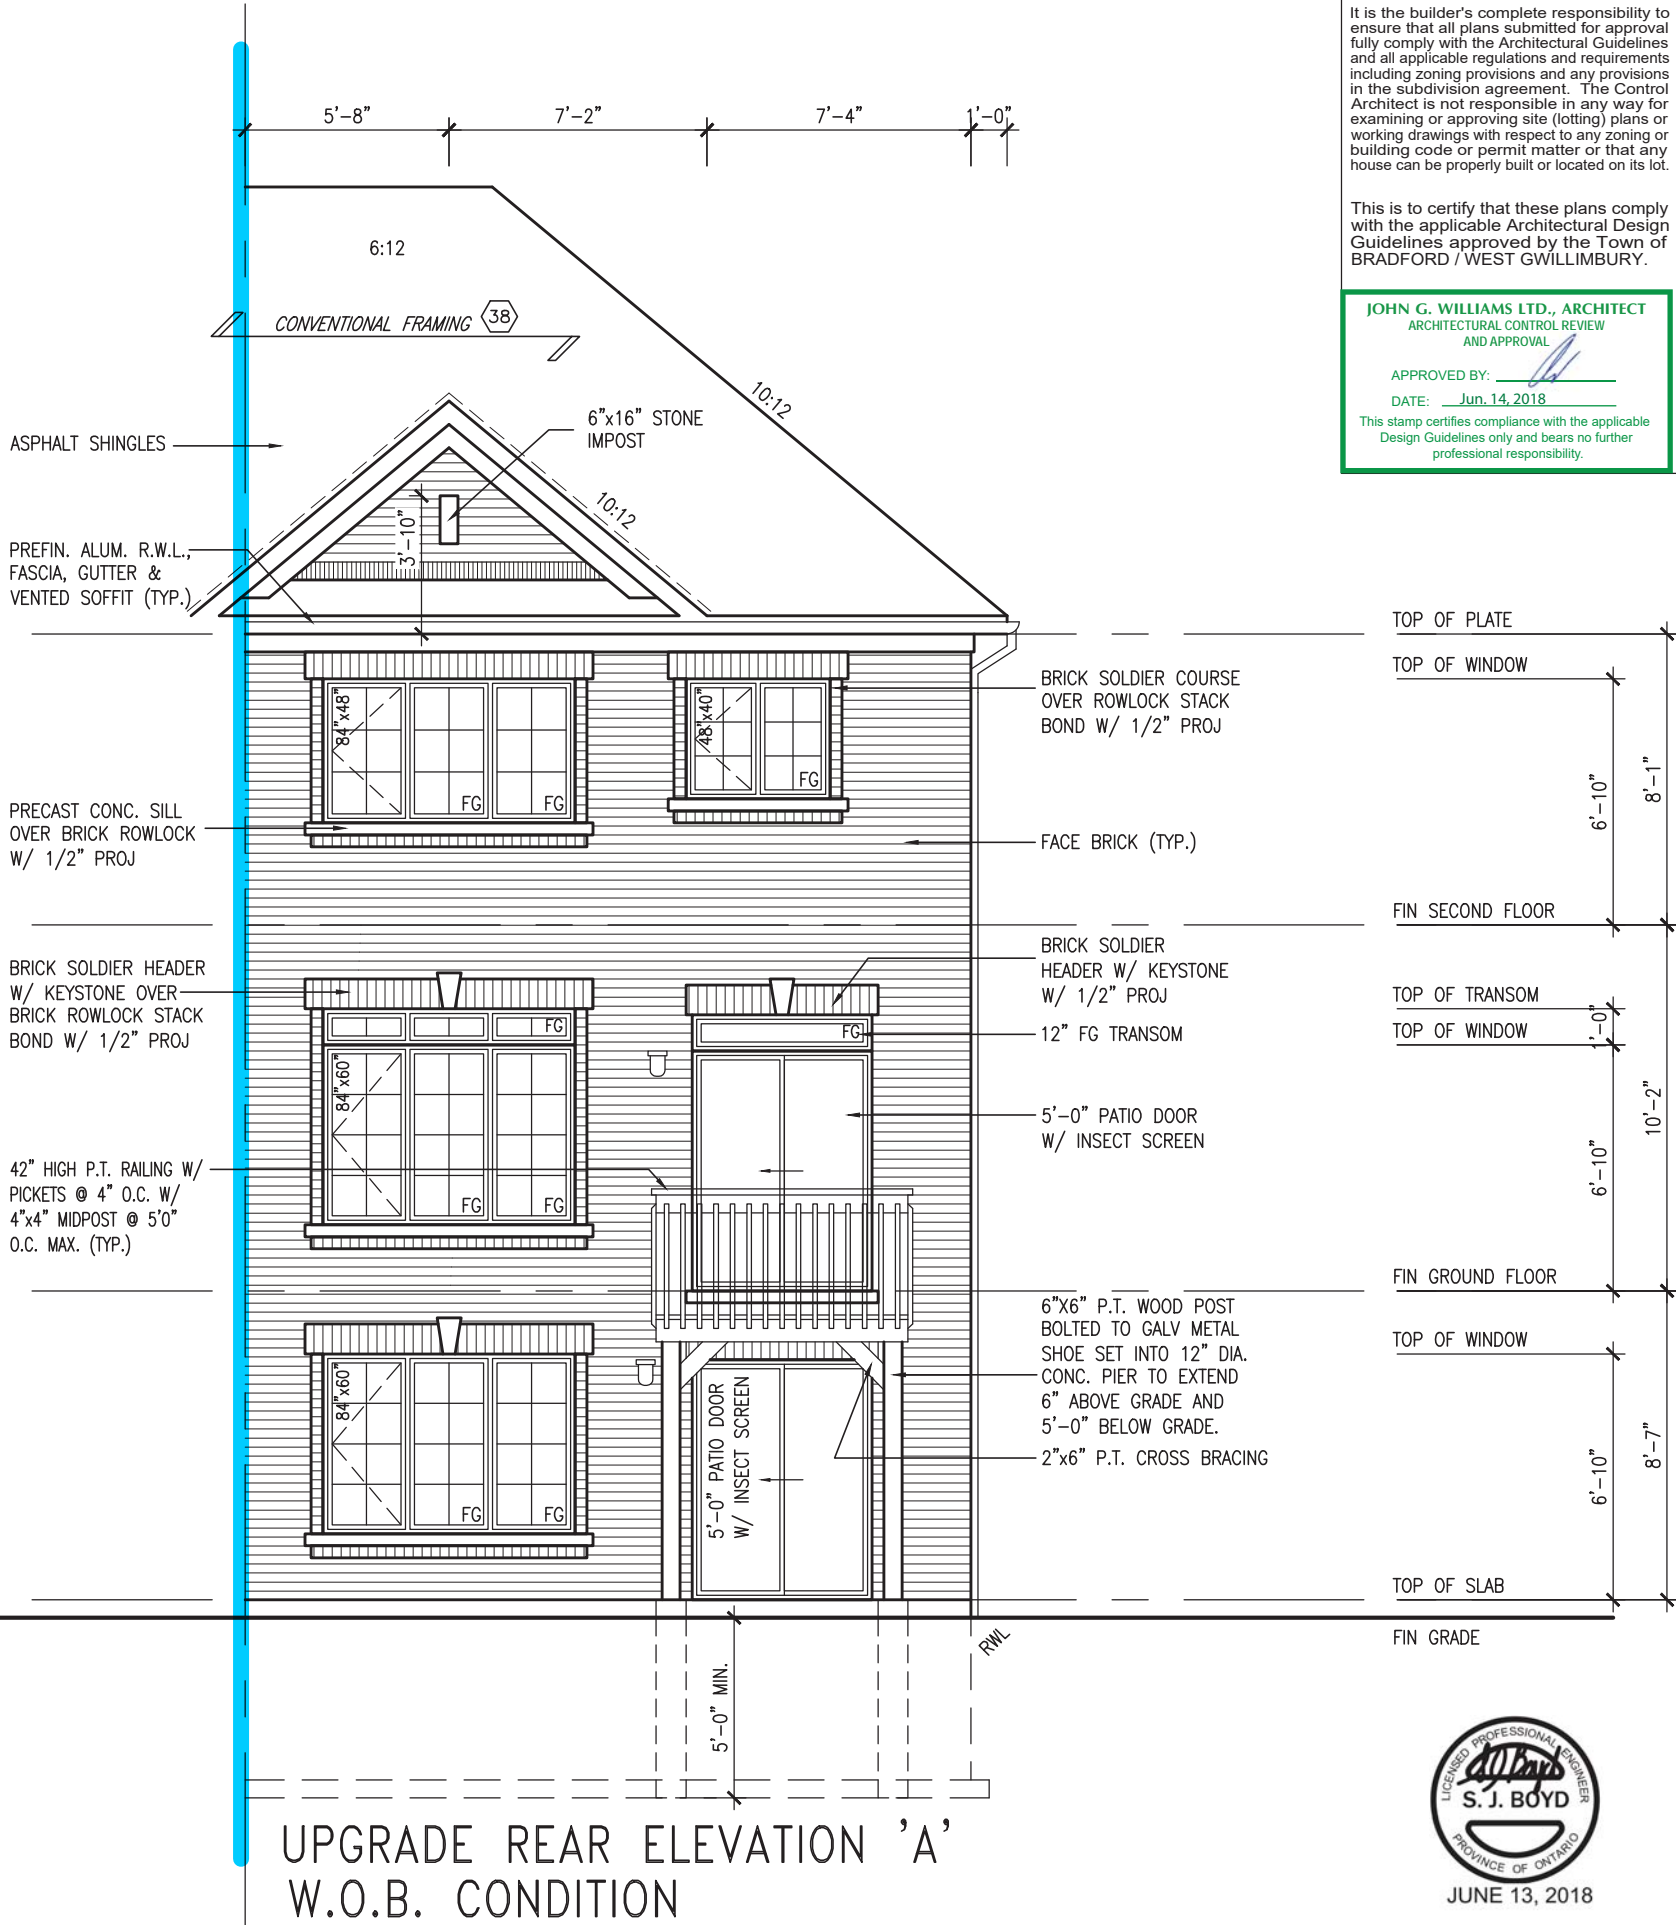 It is the builder's complete responsibility to
ensure that all plans submitted for approval
fully comply with the Architectural Guidelines
and all applicable regulations and requirements
including zoning provisions and any provisions
in the subdivision agreement. The Control
Architect is not responsible in any way for
examining or approving site (lotting) plans or
working drawings with respect to any zoning or
building code or permit matter or that any
house can be properly built or located on its lot.
This is to certify that these plans comply
with the applicable Architectural Design
Guidelines approved by the Town of
BRADFORD / WEST GWILLIMBURY.
JOHN G. WILLIAMS LTD., ARCHITECT
ARCHITECTURAL CONTROL REVIEW
AND APPROVAL
APPROVED BY:
DATE: Jun. 14, 2018
This stamp certifies compliance with the applicable
Design Guidelines only and bears no further
professional responsibility.
5'-8" 7'-2" 7'-4" 1'-0"
6:12
CONVENTIONAL FRAMING 38
10:12
6"x16" STONE
IMPOST
ASPHALT SHINGLES
10:12
3'-10"
PREFIN. ALUM. R.W.L.,
FASCIA, GUTTER &
VENTED SOFFIT (TYP.)
TOP OF PLATE
TOP OF WINDOW
BRICK SOLDIER COURSE
OVER ROWLOCK STACK
BOND W/ 1/2" PROJ
84"x48"
FG FG
48"x40"
FG
6'-10"
8'-1"
PRECAST CONC. SILL
OVER BRICK ROWLOCK
W/ 1/2" PROJ
FACE BRICK (TYP.)
FIN SECOND FLOOR
BRICK SOLDIER HEADER
W/ KEYSTONE OVER
BRICK ROWLOCK STACK
BOND W/ 1/2" PROJ
BRICK SOLDIER
HEADER W/ KEYSTONE
W/ 1/2" PROJ
TOP OF TRANSOM
TOP OF WINDOW
1'-0"
FG
FG
12" FG TRANSOM
84"x60"
FG FG
5'-0" PATIO DOOR
W/ INSECT SCREEN
10'-2"
6'-10"
42" HIGH P.T. RAILING W/
PICKETS @ 4" O.C. W/
4"x4" MIDPOST @ 5'0"
O.C. MAX. (TYP.)
FIN GROUND FLOOR
6"X6" P.T. WOOD POST
BOLTED TO GALV METAL
SHOE SET INTO 12" DIA.
CONC. PIER TO EXTEND
6" ABOVE GRADE AND
5'-0" BELOW GRADE.
TOP OF WINDOW
84"x60"
FG FG
5'-0" PATIO DOOR
W/ INSECT SCREEN
2"x6" P.T. CROSS BRACING
6'-10"
8'-7"
TOP OF SLAB
FIN GRADE
RWL
5'-0" MIN.
UPGRADE REAR ELEVATION 'A'
W.O.B. CONDITION
LICENSED PROFESSIONAL ENGINEER
S. J. BOYD
PROVINCE OF ONTARIO
JUNE 13, 2018